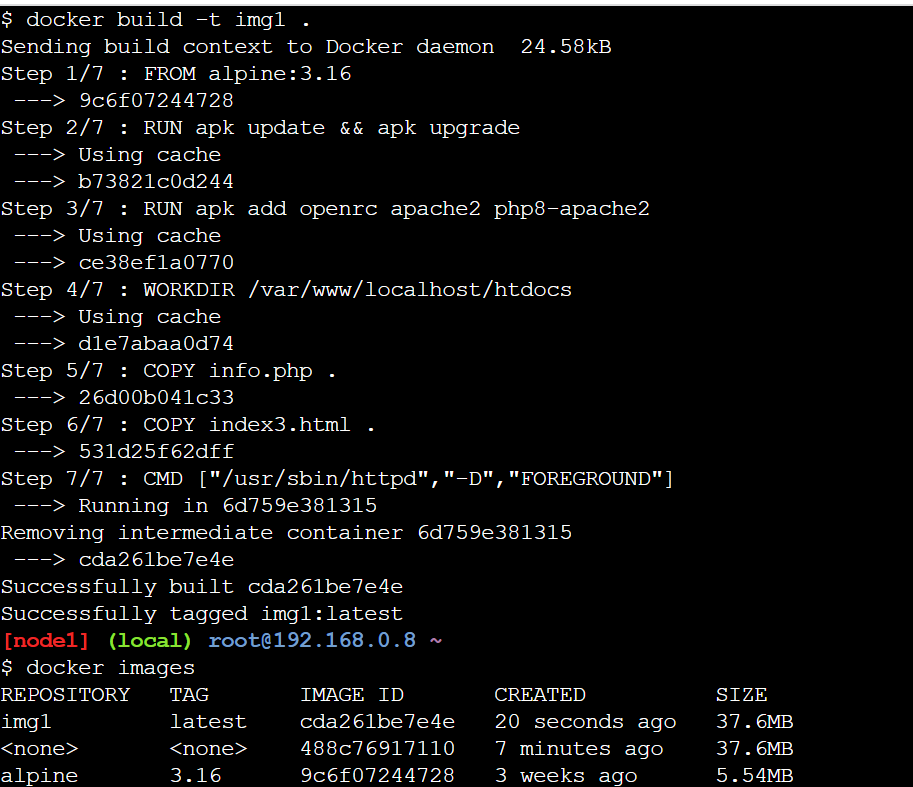 $ docker build -t img1 .
Sending build context to Docker daemon  24.58kB
Step 1/7 : FROM alpine:3.16
 ---> 9c6f07244728
Step 2/7 : RUN apk update && apk upgrade
 ---> Using cache
 ---> b73821c0d244
Step 3/7 : RUN apk add openrc apache2 php8-apache2
 ---> Using cache
 ---> ce38ef1a0770
Step 4/7 : WORKDIR /var/www/localhost/htdocs
 ---> Using cache
 ---> d1e7abaa0d74
Step 5/7 : COPY info.php .
 ---> 26d00b041c33
Step 6/7 : COPY index3.html .
 ---> 531d25f62dff
Step 7/7 : CMD ["/usr/sbin/httpd","-D","FOREGROUND"]
 ---> Running in 6d759e381315
Removing intermediate container 6d759e381315
 ---> cda261be7e4e
Successfully built cda261be7e4e
Successfully tagged img1:latest
[node1] (local) root@192.168.0.8 ~
$ docker images
REPOSITORY   TAG       IMAGE ID       CREATED          SIZE
img1         latest    cda261be7e4e   20 seconds ago   37.6MB
<none>       <none>    488c76917110   7 minutes ago    37.6MB
alpine       3.16      9c6f07244728   3 weeks ago      5.54MB